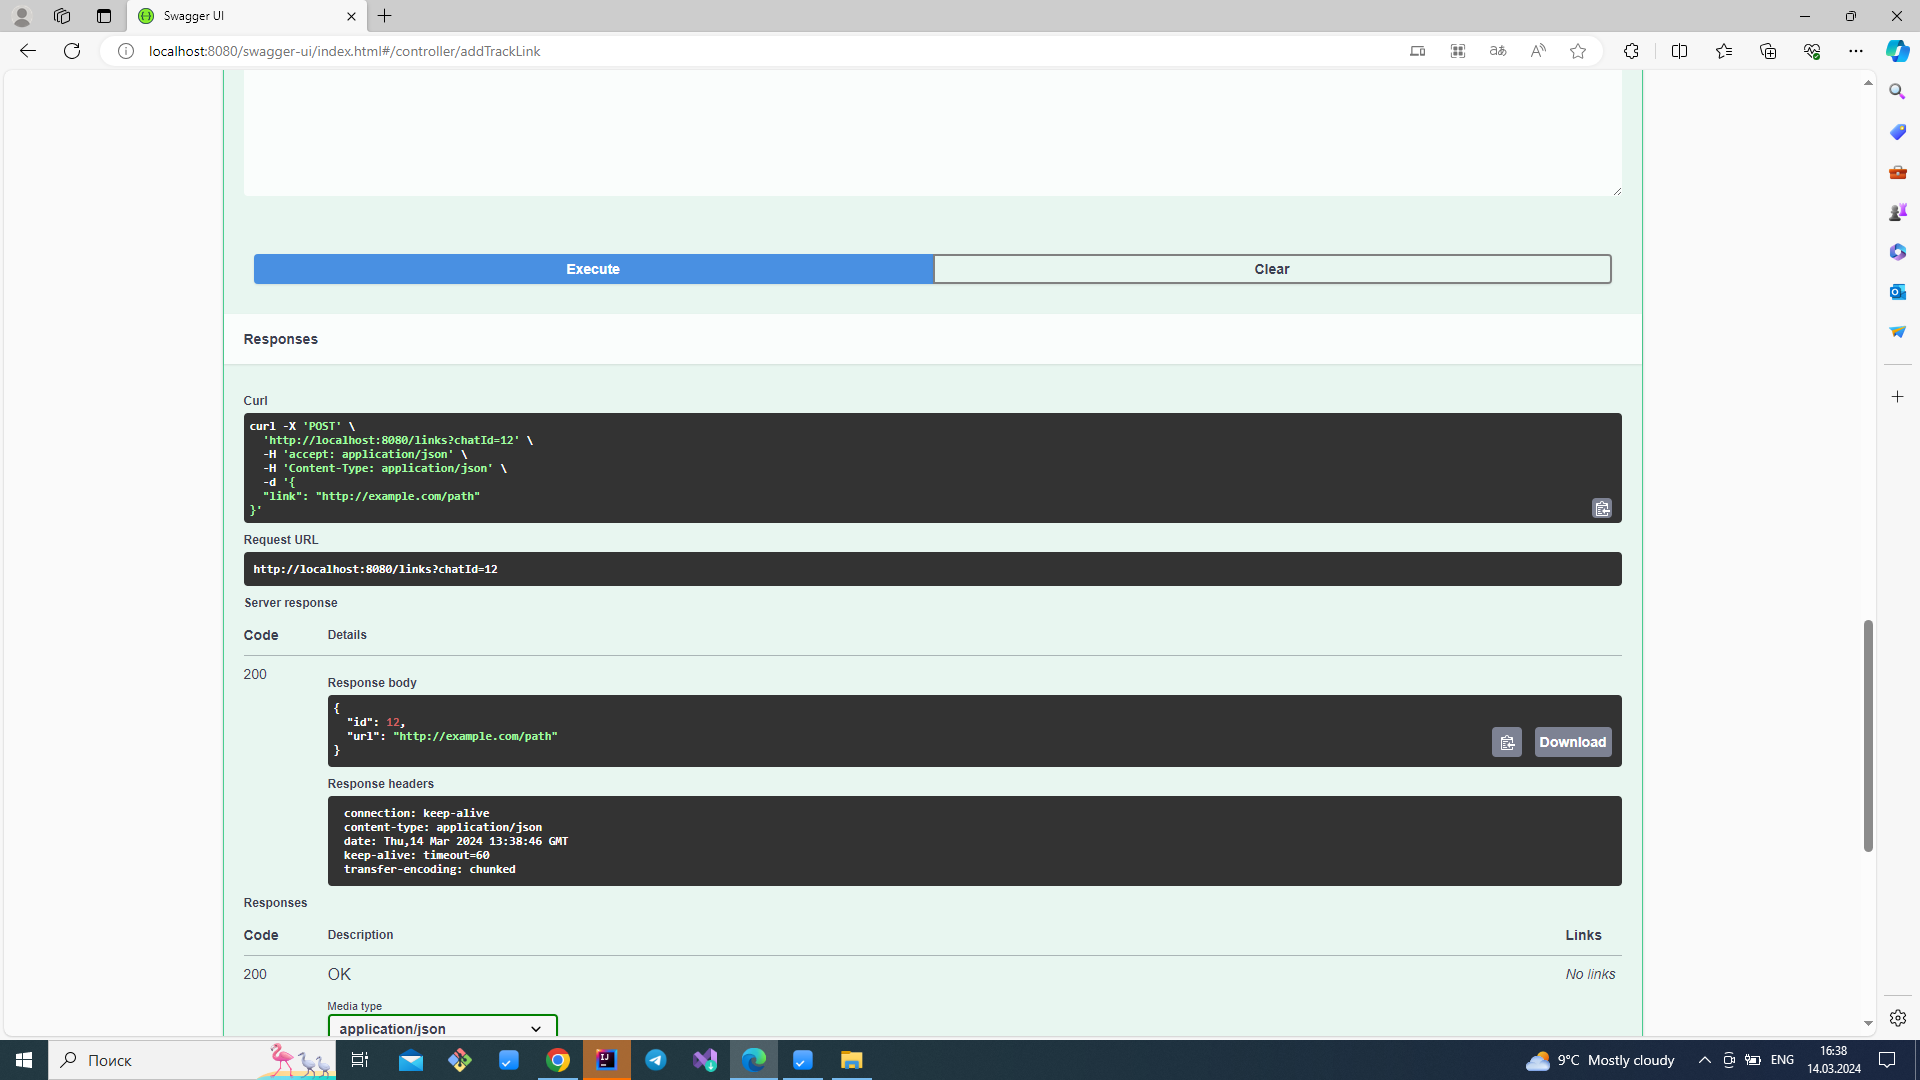 Swagger UI
localhost:8080/swagger-ui/index.html#/controller/addTrackLink
Execute
Clear
Responses
Curl
curl -X 'POST' \
'http://localhost:8080/links?chatId=12' \
-H 'accept: application/json' \
-H 'Content-Type: application/json' \
-d '{
"link": "http://example.com/path"
}'
Request URL
http://localhost:8080/links?chatId=12
Server response
Code
Details
200
Response body
{
"id": 12,
"url": "http://example.com/path"
}
Download
Response headers
connection: keep-alive
content-type: application/json
date: Thu,14 Mar 2024 13:38:46 GMT
keep-alive: timeout=60
transfer-encoding: chunked
Responses
Code
Description
Links
200
OK
No links
Media type
application/json
Поиск
9°C Mostly cloudy
ENG
16:38
14.03.2024